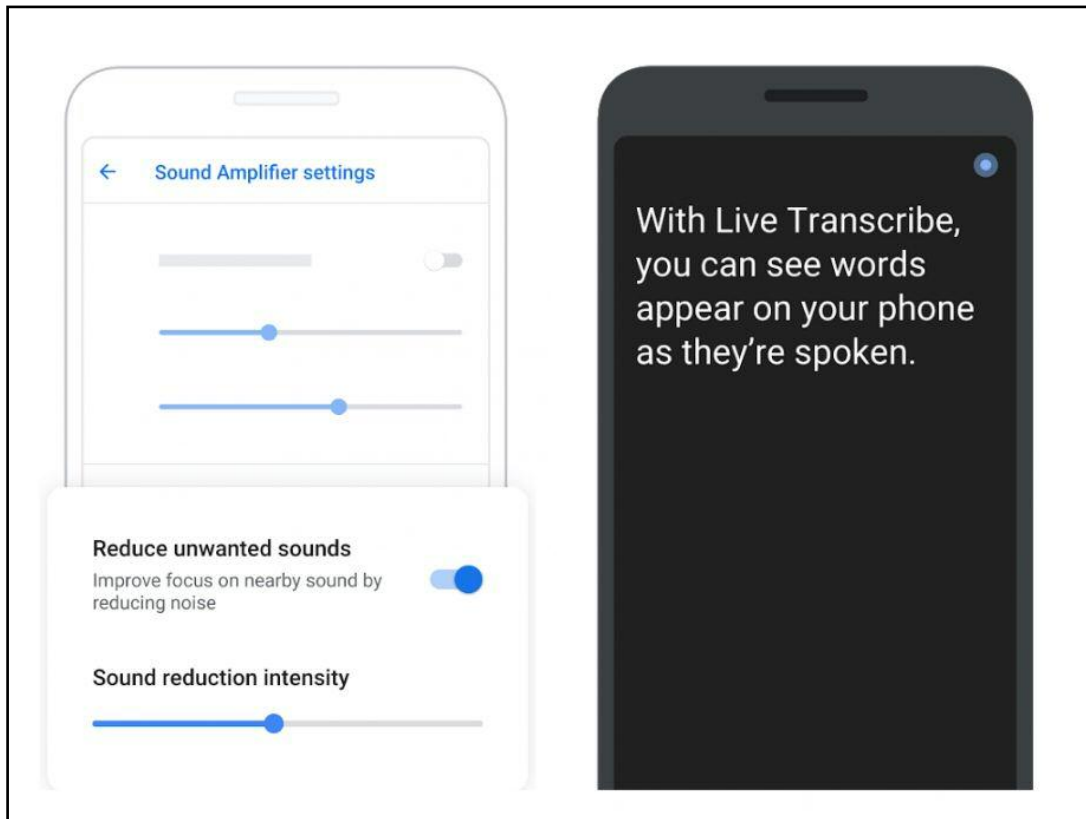 Sound Amplifier settings
Reduce unwanted sounds
Improve focus on nearby sound by
reducing noise
Sound reduction intensity
With Live Transcribe,
you can see words
appear on your phone
as they’re spoken.